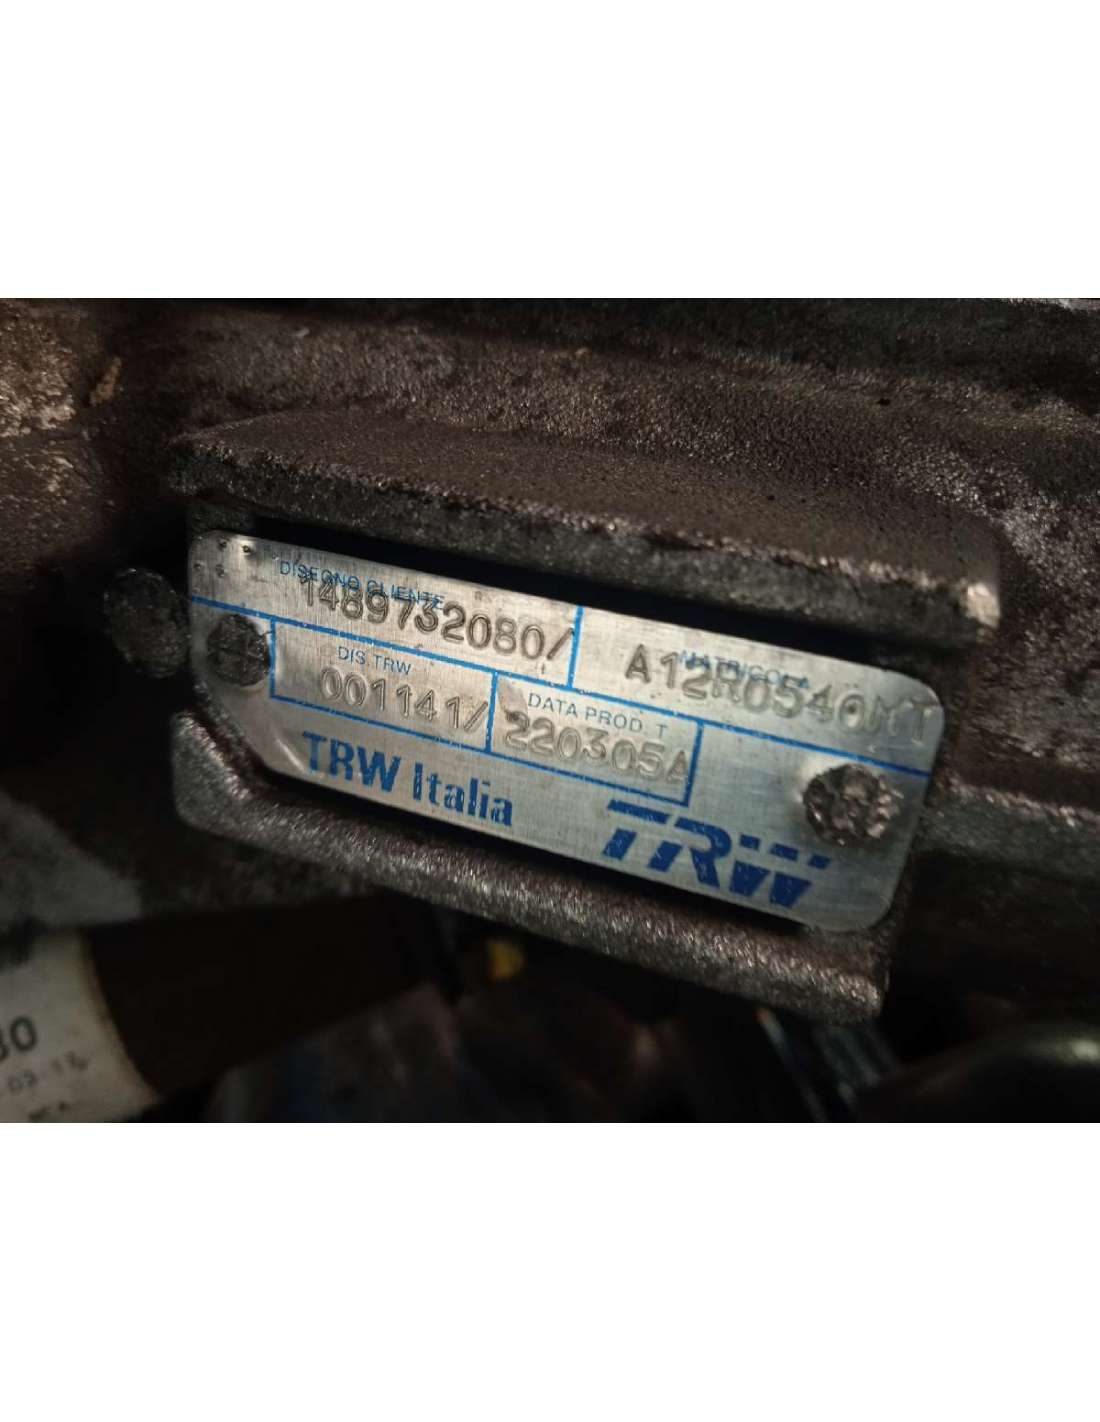 DISEGNO CLIENTE
1489732080/
MATRICOLA
A12R0540MT
DIS.TRW
001141/
DATA PROD. T
220305A
TRW Italia
TRW